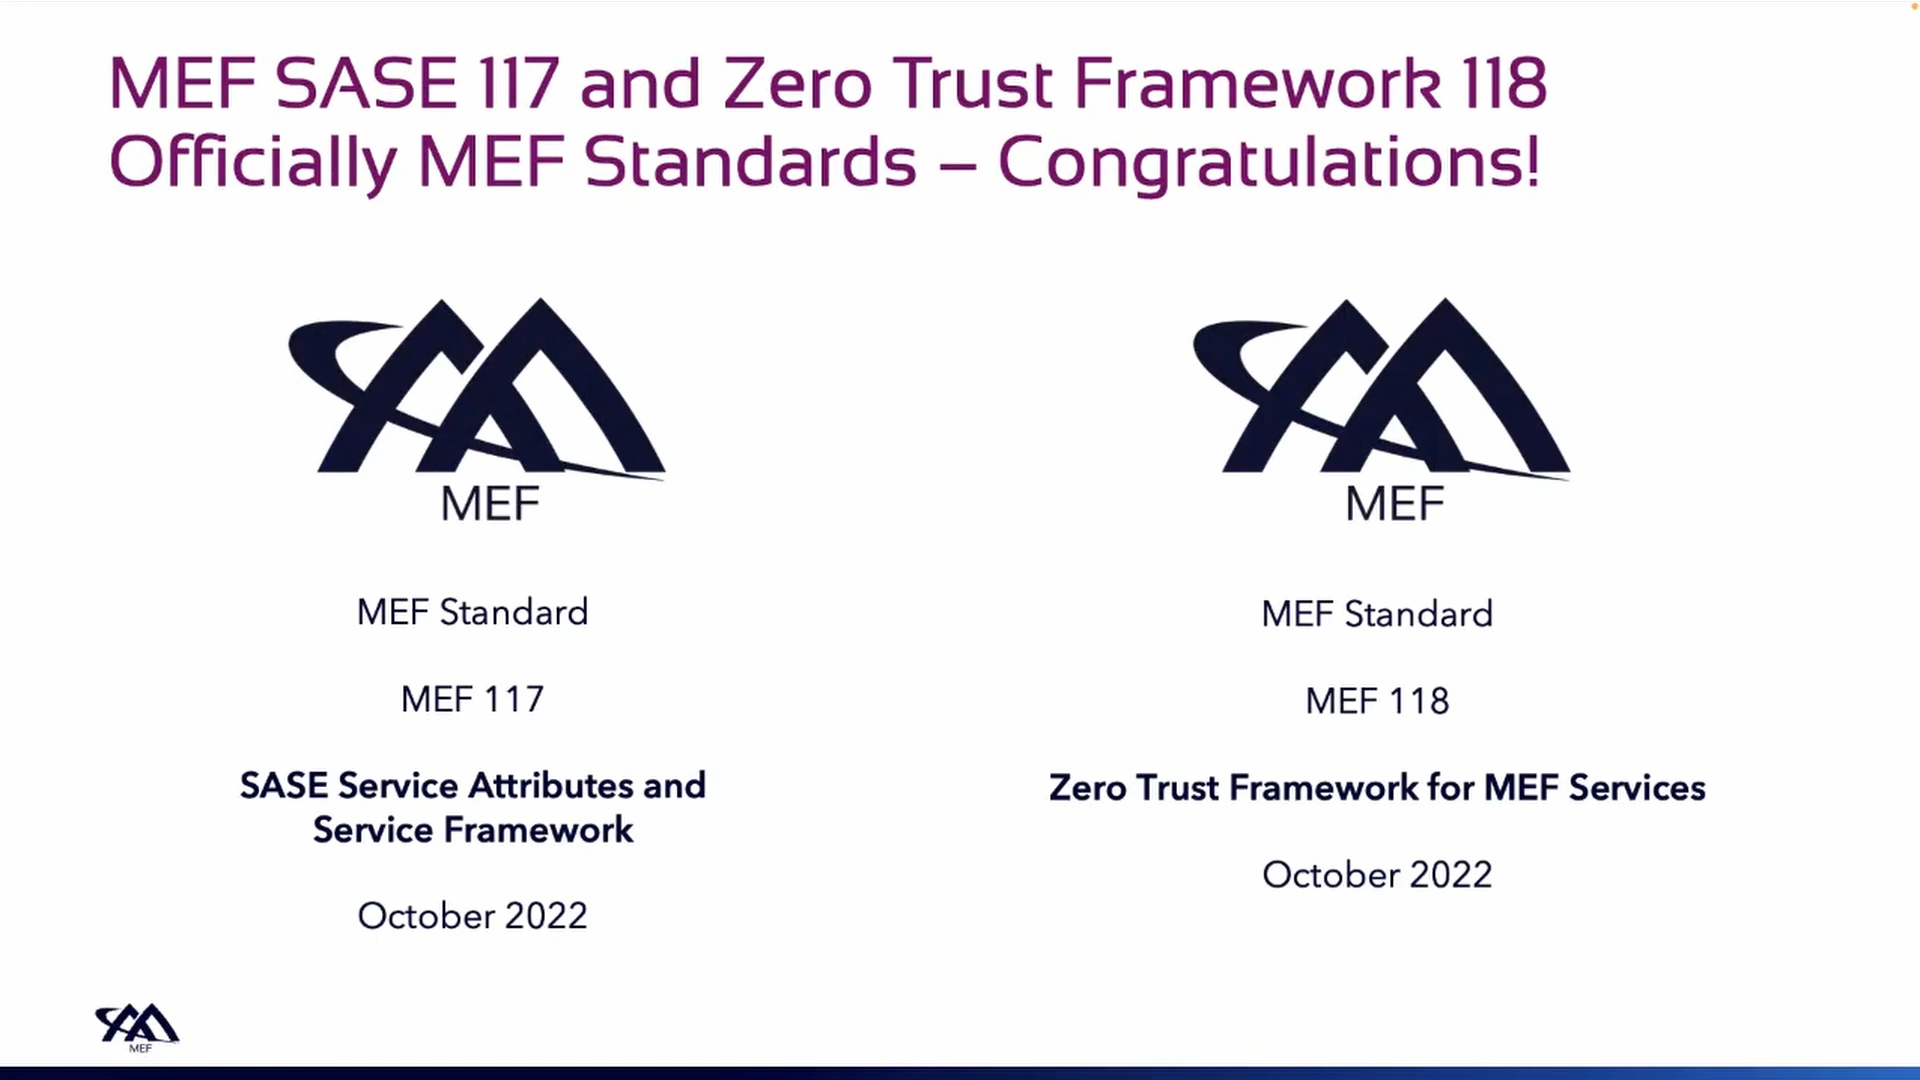 MEF SASE 117 and Zero Trust Framework 118
Officially MEF Standards – Congratulations!
MEF
MEF Standard
MEF 117
SASE Service Attributes and
Service Framework
October 2022
MEF
MEF Standard
MEF 118
Zero Trust Framework for MEF Services
October 2022
MEF